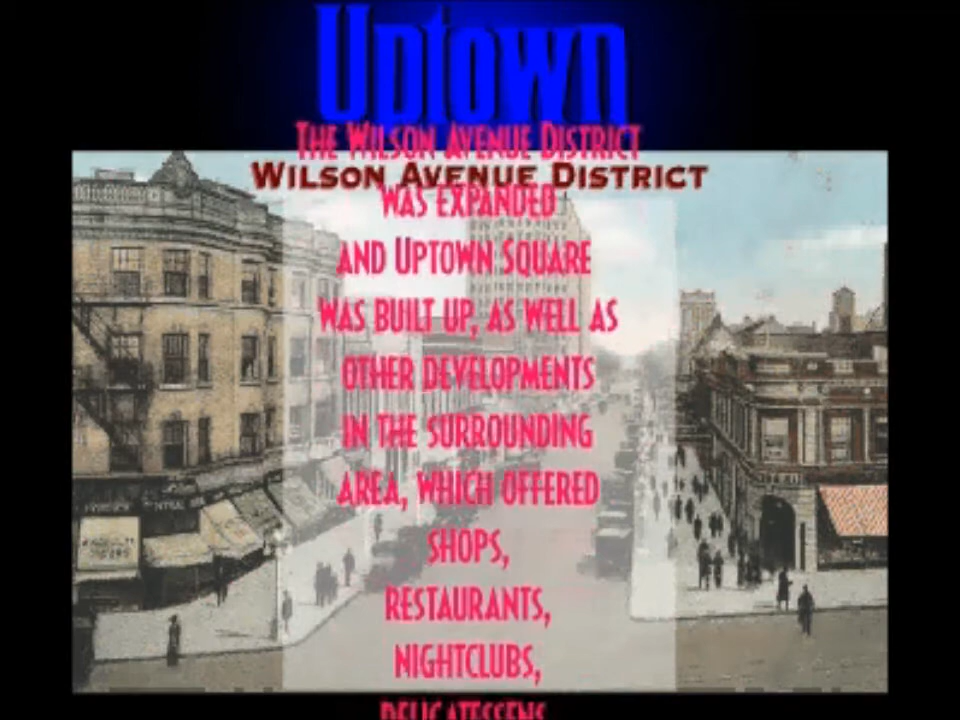 Uptown
THE WILSON AVENUE DISTRICT
WILSON AVENUE DISTRICT
WAS EXPANDED
AND UPTOWN SQUARE
WAS BUILT UP, AS WELL AS
OTHER DEVELOPMENTS
IN THE SURROUNDING
AREA, WHICH OFFERED
SHOPS,
RESTAURANTS,
NIGHTCLUBS,
DELICATESSENS